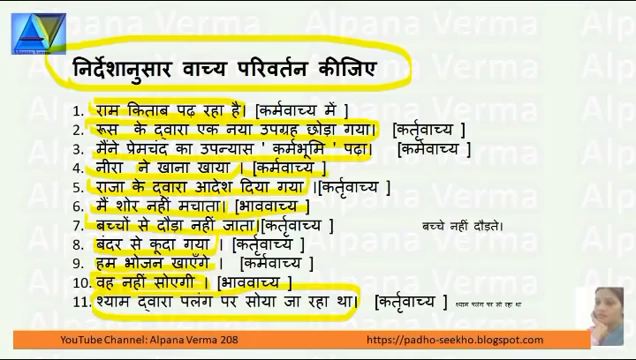 निर्देशानुसार वाच्य परिवर्तन कीजिए
1. राम किताब पढ़ रहा है। [कर्मवाच्य में ]
2. रूस के द्वारा एक नया उपग्रह छोड़ा गया। [कर्तृवाच्य ]
3. मैंने प्रेमचंद का उपन्यास ' कर्मभूमि ' पढ़ा। [कर्मवाच्य ]
4. नीरा ने खाना खाया । [कर्मवाच्य ]
5. राजा के द्वारा आदेश दिया गया ।[कर्तृवाच्य ]
6. मैं शोर नहीं मचाता। [भाववाच्य ]
7. बच्चों से दौड़ा नहीं जाता।[कर्तृवाच्य ] बच्चे नहीं दौड़ते।
8. बंदर से कूदा गया । [कर्तृवाच्य ]
9. हम भोजन खाएँगे । [कर्मवाच्य ]
10. वह नहीं सोएगी । [भाववाच्य ]
11. श्याम द्वारा पलंग पर सोया जा रहा था। [कर्तृवाच्य ] श्याम पलंग पर सो रहा था
YouTube Channel: Alpana Verma 208 https://padho-seekho.blogspot.com